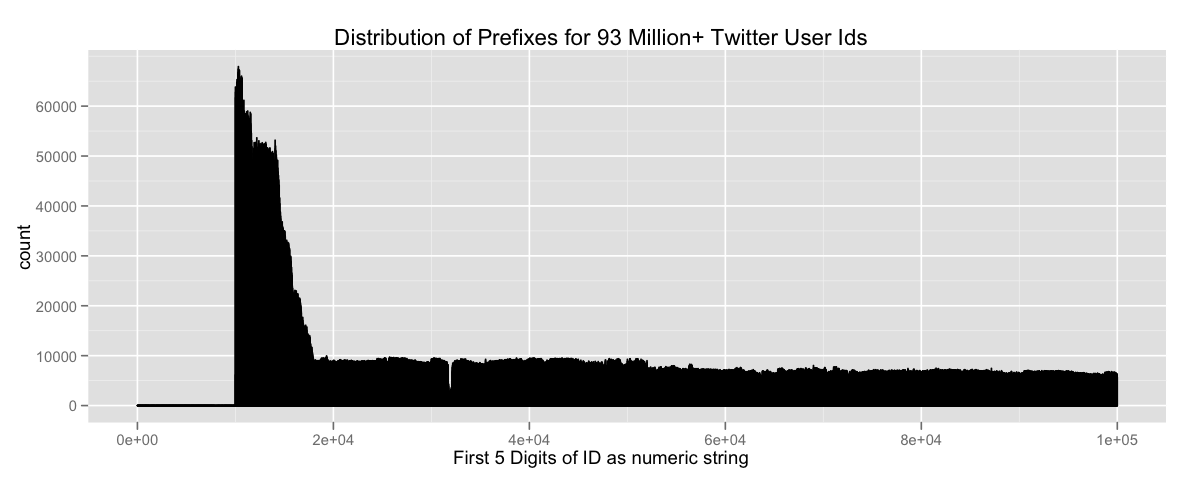 Distribution of Prefixes for 93 Million+ Twitter User Ids
count
60000
50000
40000
30000
20000
10000
0
0e+00 2e+04 4e+04 6e+04 8e+04 1e+05
First 5 Digits of ID as numeric string